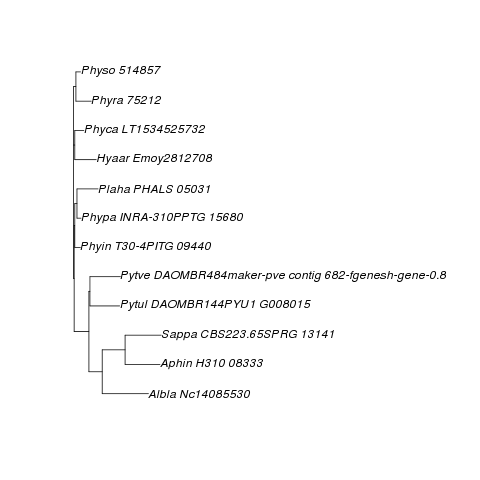 Physo 514857
Phyra 75212
Phyca LT1534525732
Hyaar Emoy2812708
Plaha PHALS 05031
Phypa INRA-310PPTG 15680
Phyin T30-4PITG 09440
Pytve DAOMBR484maker-pve contig 682-fgenesh-gene-0.8
Pytul DAOMBR144PYU1 G008015
Sappa CBS223.65SPRG 13141
Aphin H310 08333
Albla Nc14085530